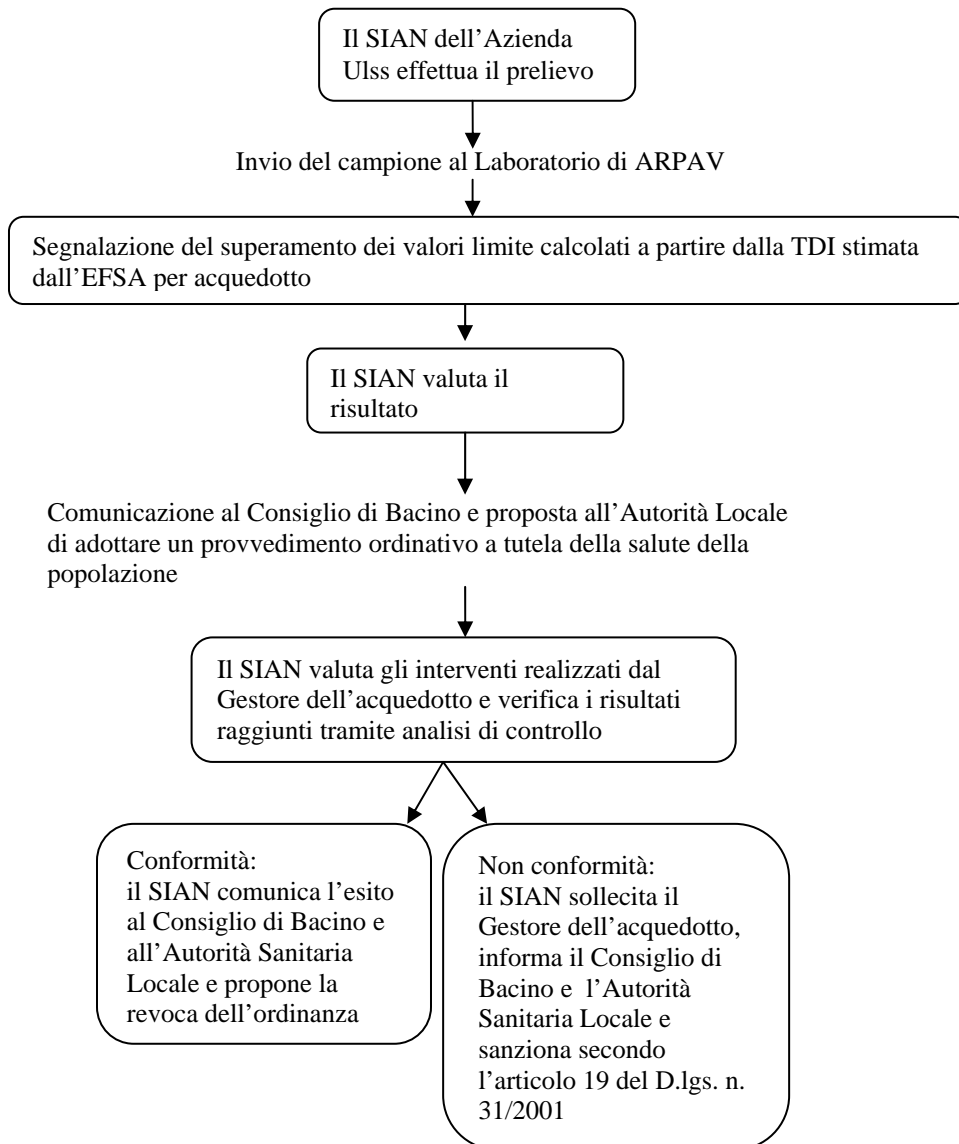 Il SIAN dell’Azienda
Ulss effettua il prelievo
Invio del campione al Laboratorio di ARPAV
Segnalazione del superamento dei valori limite calcolati a partire dalla TDI stimata
dall’EFSA per acquedotto
Il SIAN valuta il
risultato
Comunicazione al Consiglio di Bacino e proposta all’Autorità Locale
di adottare un provvedimento ordinativo a tutela della salute della
popolazione
Il SIAN valuta gli interventi realizzati dal
Gestore dell’acquedotto e verifica i risultati
raggiunti tramite analisi di controllo
Conformità:
il SIAN comunica l’esito
al Consiglio di Bacino e
all’Autorità Sanitaria
Locale e propone la
revoca dell’ordinanza
Non conformità:
il SIAN sollecita il
Gestore dell’acquedotto,
informa il Consiglio di
Bacino e l’Autorità
Sanitaria Locale e
sanziona secondo
l’articolo 19 del D.lgs. n.
31/2001